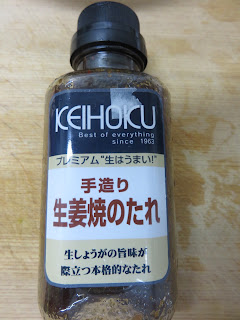 KEIHOKU
Best of everything
since 1963
プレミアム"生はうまい!"
手造り
生姜焼のたれ
生しょうがの旨味が
際立つ本格的なたれ